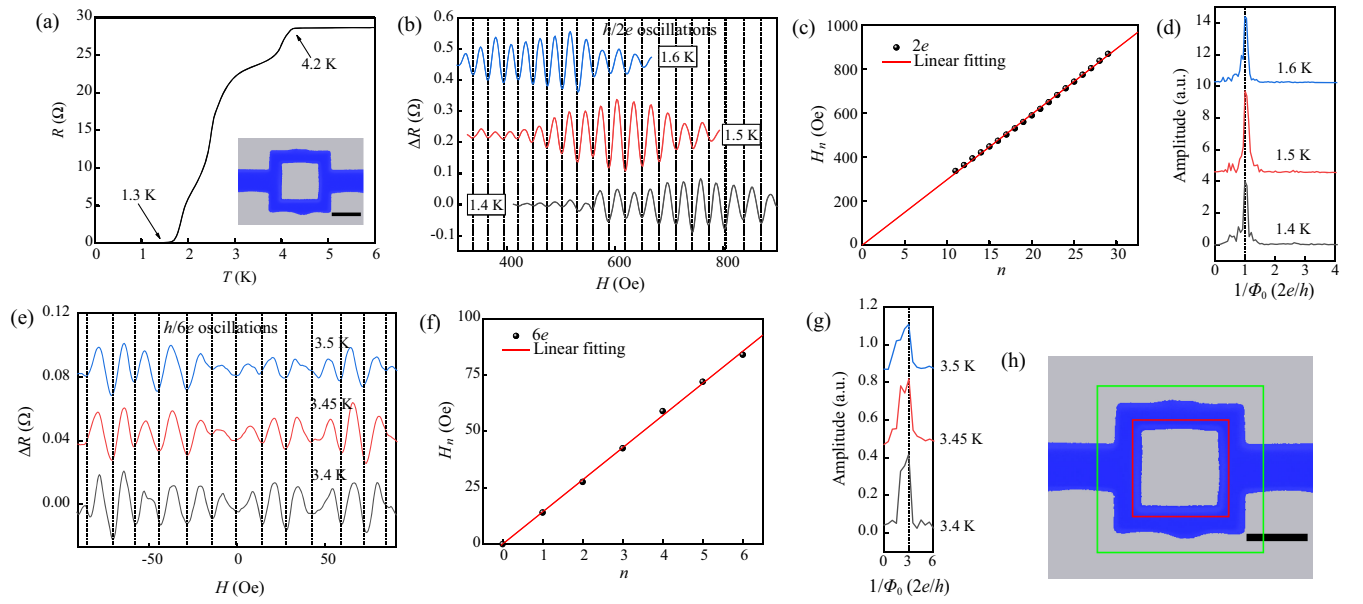 (a)
30
25
20
15
10
5
0
R (Ω)
4.2 K
1.3 K
0 1 2 3 4 5 6
T (K)
(b)
h/2e oscillations
0.6
0.5
0.4
0.3
0.2
0.1
0.0
-0.1
ΔR (Ω)
1.6 K
1.5 K
1.4 K
400 600 800
H (Oe)
(c)
2e
Linear fitting
1000
800
600
400
200
0
Hn (Oe)
0 5 10 15 20 25 30
n
(d)
14
12
10
8
6
4
2
0
Amplitude (a.u.)
1.6 K
1.5 K
1.4 K
0 1 2 3 4
1/Φ0 (2e/h)
(e)
h/6e oscillations
0.12
0.08
0.04
0.00
ΔR (Ω)
3.5 K
3.45 K
3.4 K
-50 0 50
H (Oe)
(f)
6e
Linear fitting
100
75
50
25
0
Hn (Oe)
0 1 2 3 4 5 6
n
(g)
1.2
1.0
0.8
0.6
0.4
0.2
0.0
Amplitude (a.u.)
3.5 K
3.45 K
3.4 K
0 3 6
1/Φ0 (2e/h)
(h)